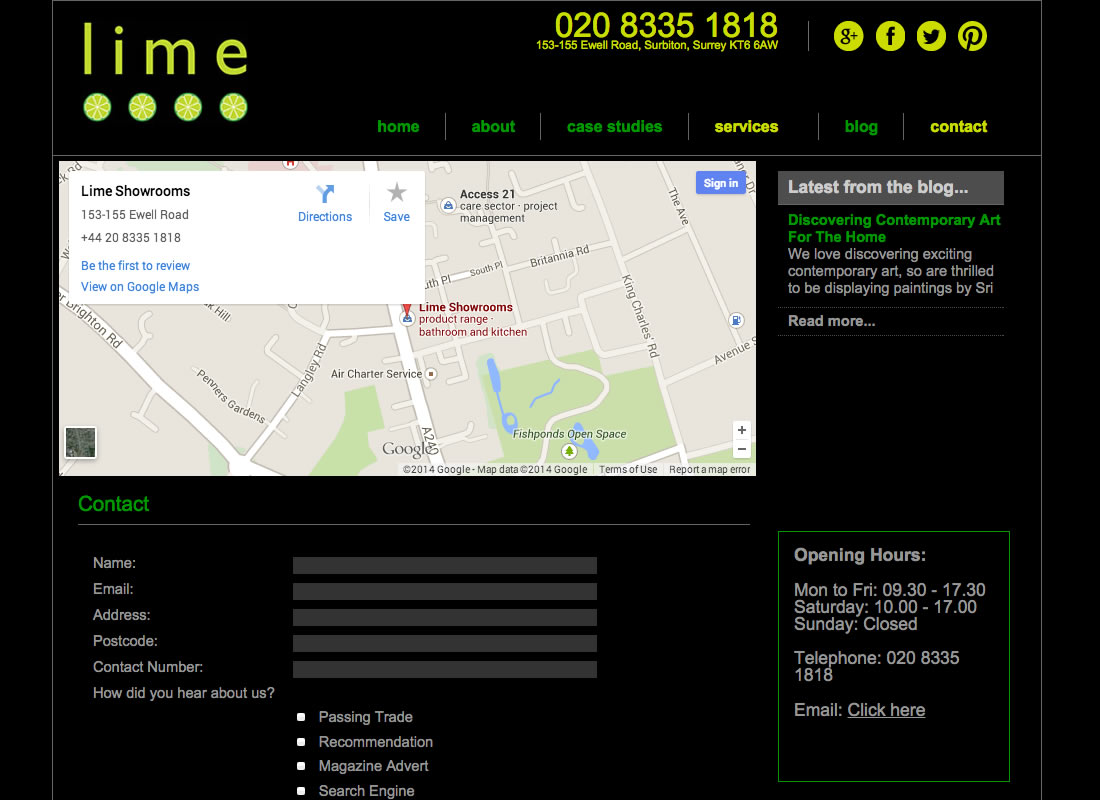 lime
020 8335 1818
153-155 Ewell Road, Surbiton, Surrey KT6 6AW
home
about
case studies
services
blog
contact
Lime Showrooms
153-155 Ewell Road
+44 20 8335 1818
Be the first to review
View on Google Maps
Directions
Save
Sign in
Access 21
care sector · project
management
The Ave
Britannia Rd
South Pl
uth Pl
King Charles' Rd
Lime Showrooms
product range ·
bathroom and kitchen
k Hill
er Brighton Rd
Langley Rd
Penners Gardens
Air Charter Service
Avenue S
A240
Fishponds Open Space
Google
+
−
©2014 Google - Map data ©2014 Google
Terms of Use
Report a map error
Latest from the blog...
Discovering Contemporary Art
For The Home
We love discovering exciting
contemporary art, so are thrilled
to be displaying paintings by Sri
Read more...
Contact
Name:
Email:
Address:
Postcode:
Contact Number:
How did you hear about us?
Passing Trade
Recommendation
Magazine Advert
Search Engine
Opening Hours:
Mon to Fri: 09.30 - 17.30
Saturday: 10.00 - 17.00
Sunday: Closed
Telephone: 020 8335
1818
Email: Click here